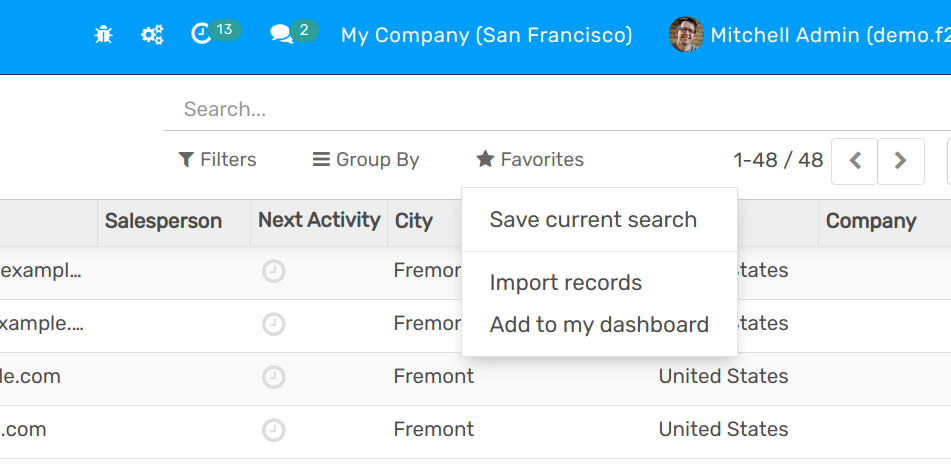 13 2 My Company (San Francisco) Mitchell Admin (demo.f2
Search...
Filters Group By Favorites 1-48 / 48
Salesperson Next Activity City Company
Save current search
exampl... Fremon States
Import records
xample.... Fremon States
Add to my dashboard
le.com Fremont United States
.com Fremont United States